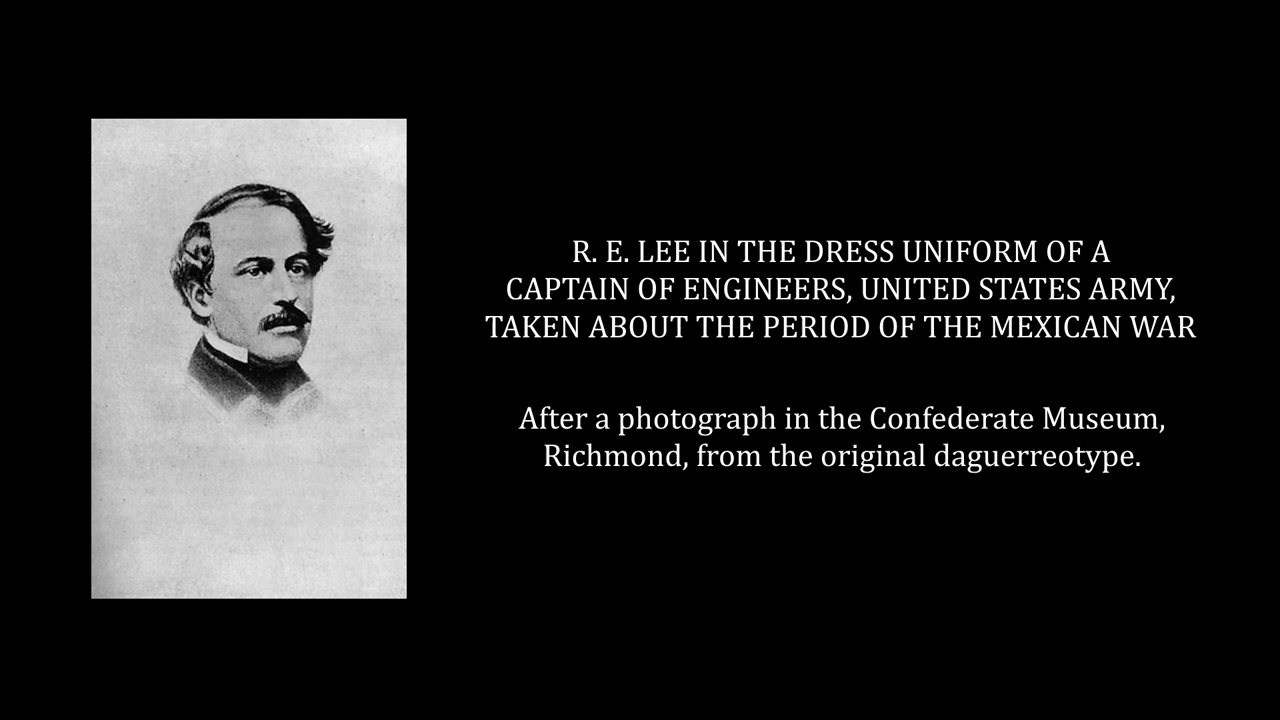 R. E. LEE IN THE DRESS UNIFORM OF A
CAPTAIN OF ENGINEERS, UNITED STATES ARMY,
TAKEN ABOUT THE PERIOD OF THE MEXICAN WAR
After a photograph in the Confederate Museum,
Richmond, from the original daguerreotype.